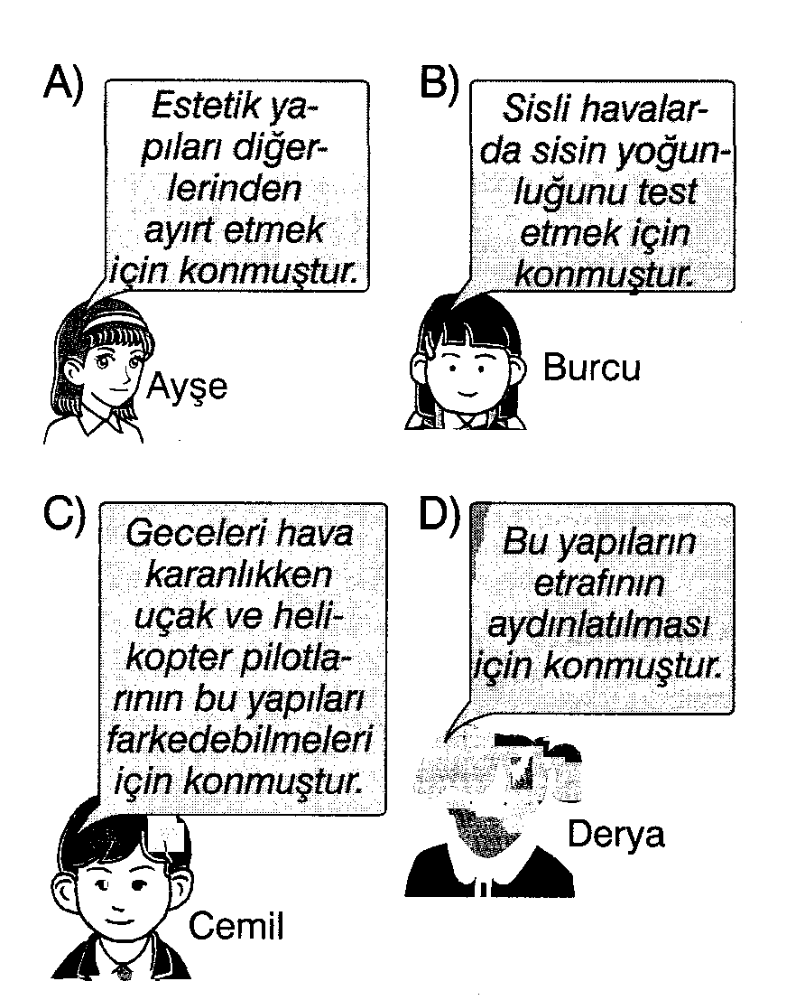 A)
Estetik ya-
pıları diğer-
lerinden
ayırt etmek
için konmuştur.
Ayşe
B)
Sisli havalar-
da sisin yoğun-
luğunu test
etmek için
konmuştur.
Burcu
C)
Geceleri hava
karanlıkken
uçak ve heli-
kopter pilotla-
rının bu yapıları
farkedebilmeleri
için konmuştur.
Cemil
D)
Bu yapıların
etrafının
aydınlatılması
için konmuştur.
Derya